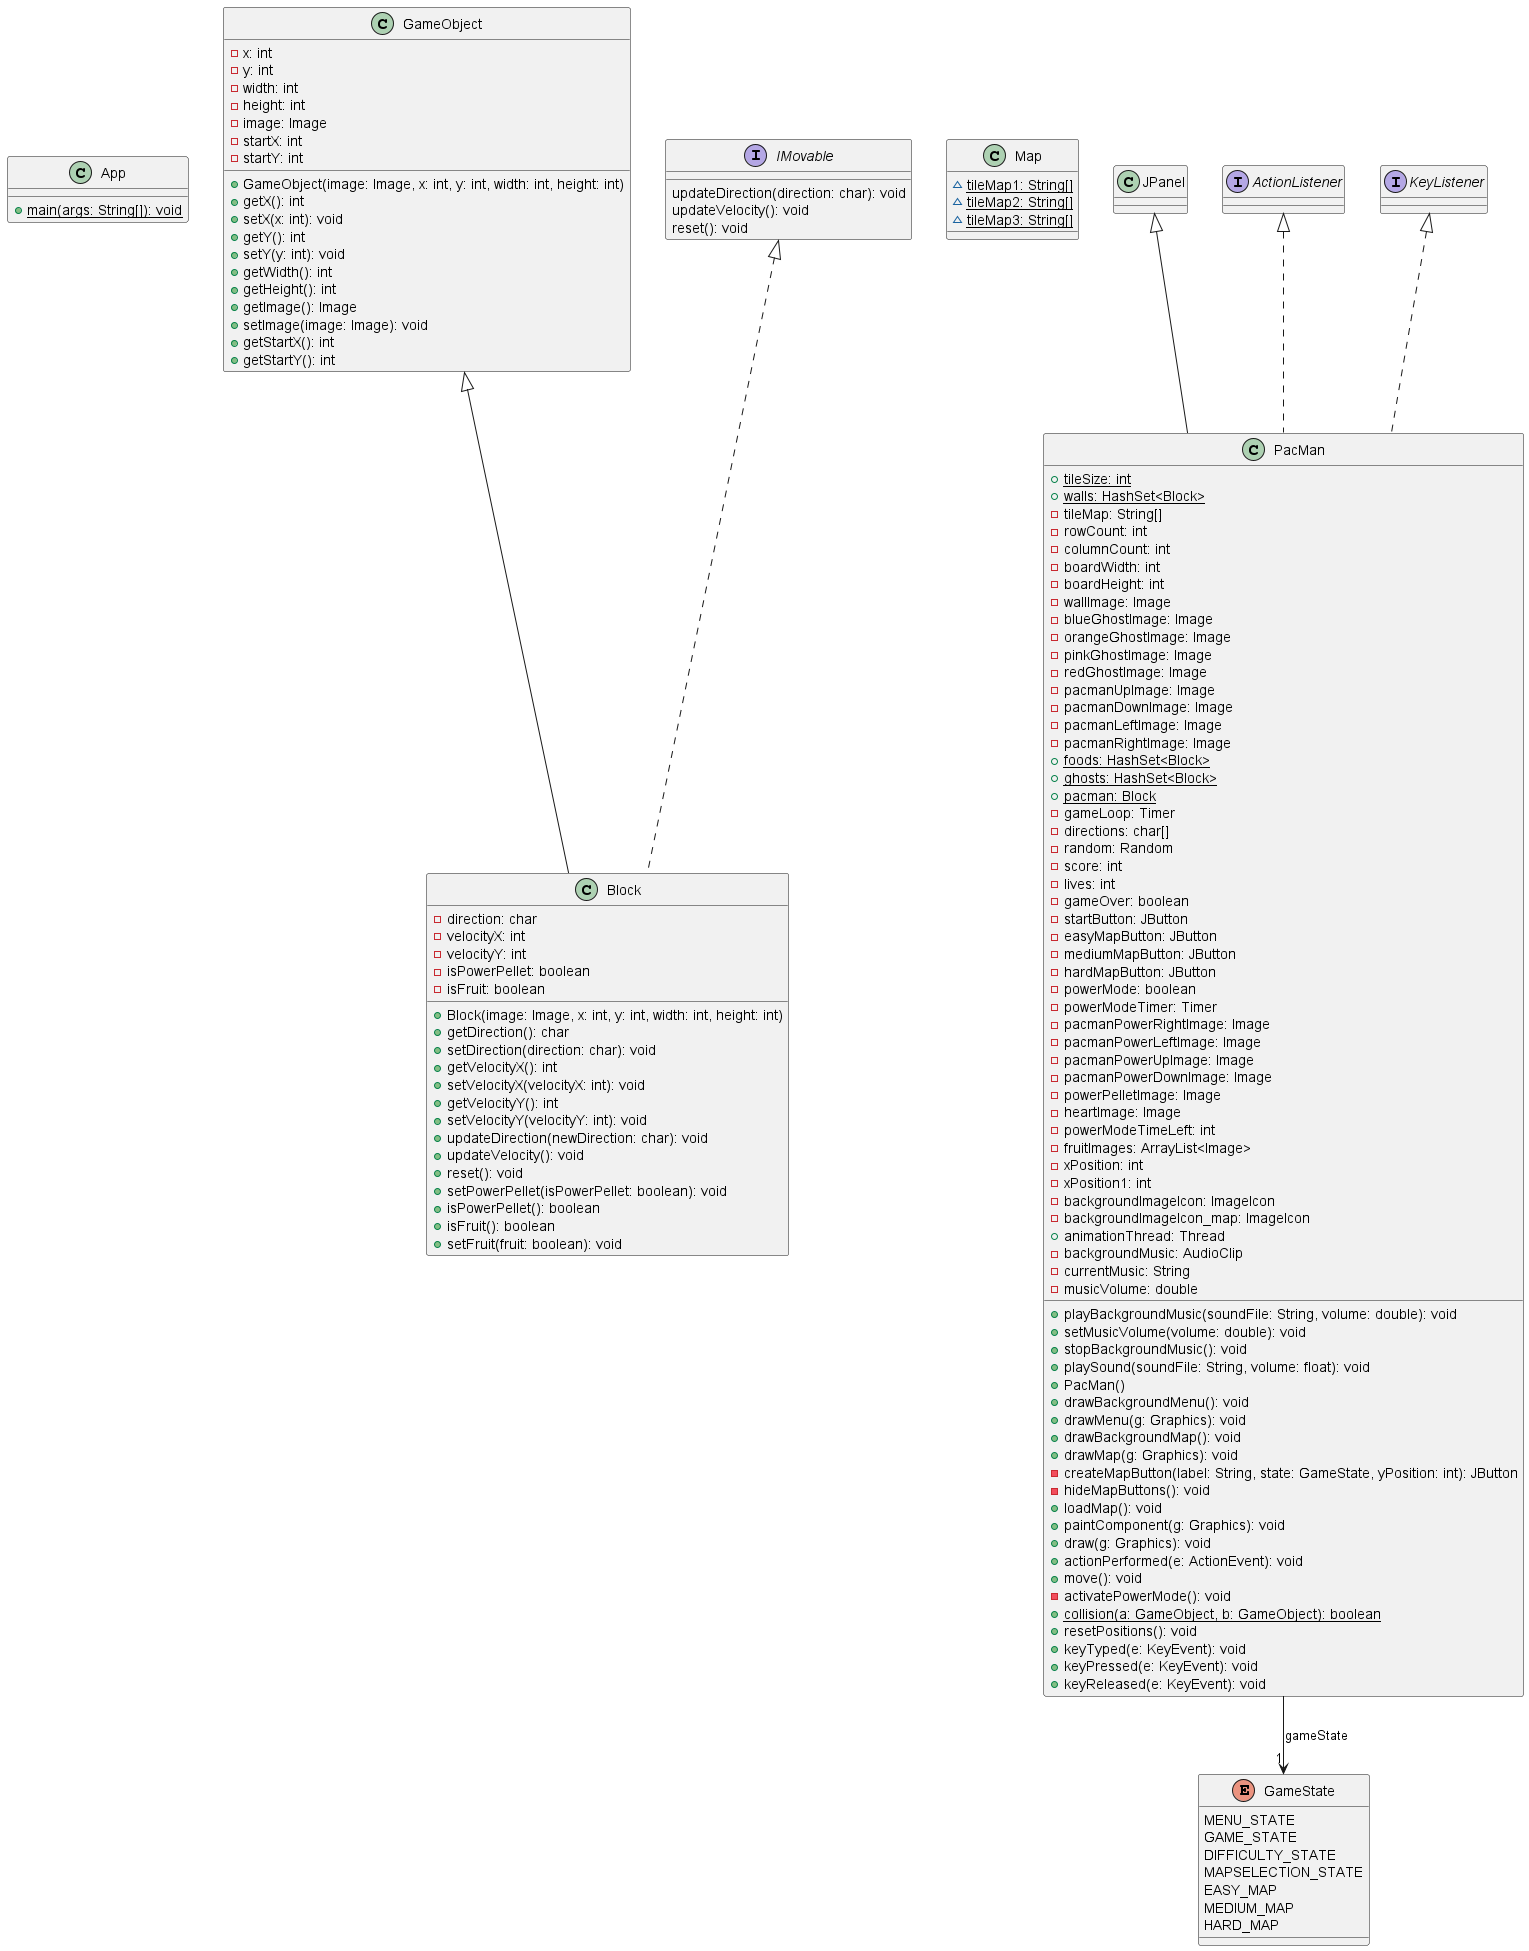 C App
main(args: String[]): void
C GameObject
x: int
y: int
width: int
height: int
image: Image
startX: int
startY: int
GameObject(image: Image, x: int, y: int, width: int, height: int)
getX(): int
setX(x: int): void
getY(): int
setY(y: int): void
getWidth(): int
getHeight(): int
getImage(): Image
setImage(image: Image): void
getStartX(): int
getStartY(): int
I IMovable
updateDirection(direction: char): void
updateVelocity(): void
reset(): void
C Map
tileMap1: String[]
tileMap2: String[]
tileMap3: String[]
C JPanel
I ActionListener
I KeyListener
C Block
direction: char
velocityX: int
velocityY: int
isPowerPellet: boolean
isFruit: boolean
Block(image: Image, x: int, y: int, width: int, height: int)
getDirection(): char
setDirection(direction: char): void
getVelocityX(): int
setVelocityX(velocityX: int): void
getVelocityY(): int
setVelocityY(velocityY: int): void
updateDirection(newDirection: char): void
updateVelocity(): void
reset(): void
setPowerPellet(isPowerPellet: boolean): void
isPowerPellet(): boolean
isFruit(): boolean
setFruit(fruit: boolean): void
C PacMan
tileSize: int
walls: HashSet<Block>
tileMap: String[]
rowCount: int
columnCount: int
boardWidth: int
boardHeight: int
wallImage: Image
blueGhostImage: Image
orangeGhostImage: Image
pinkGhostImage: Image
redGhostImage: Image
pacmanUpImage: Image
pacmanDownImage: Image
pacmanLeftImage: Image
pacmanRightImage: Image
foods: HashSet<Block>
ghosts: HashSet<Block>
pacman: Block
gameLoop: Timer
directions: char[]
random: Random
score: int
lives: int
gameOver: boolean
startButton: JButton
easyMapButton: JButton
mediumMapButton: JButton
hardMapButton: JButton
powerMode: boolean
powerModeTimer: Timer
pacmanPowerRightImage: Image
pacmanPowerLeftImage: Image
pacmanPowerUpImage: Image
pacmanPowerDownImage: Image
powerPelletImage: Image
heartImage: Image
powerModeTimeLeft: int
fruitImages: ArrayList<Image>
xPosition: int
xPosition1: int
backgroundImageIcon: ImageIcon
backgroundImageIcon_map: ImageIcon
animationThread: Thread
backgroundMusic: AudioClip
currentMusic: String
musicVolume: double
playBackgroundMusic(soundFile: String, volume: double): void
setMusicVolume(volume: double): void
stopBackgroundMusic(): void
playSound(soundFile: String, volume: float): void
PacMan()
drawBackgroundMenu(): void
drawMenu(g: Graphics): void
drawBackgroundMap(): void
drawMap(g: Graphics): void
createMapButton(label: String, state: GameState, yPosition: int): JButton
hideMapButtons(): void
loadMap(): void
paintComponent(g: Graphics): void
draw(g: Graphics): void
actionPerformed(e: ActionEvent): void
move(): void
activatePowerMode(): void
collision(a: GameObject, b: GameObject): boolean
resetPositions(): void
keyTyped(e: KeyEvent): void
keyPressed(e: KeyEvent): void
keyReleased(e: KeyEvent): void
gameState
1
E GameState
MENU_STATE
GAME_STATE
DIFFICULTY_STATE
MAPSELECTION_STATE
EASY_MAP
MEDIUM_MAP
HARD_MAP